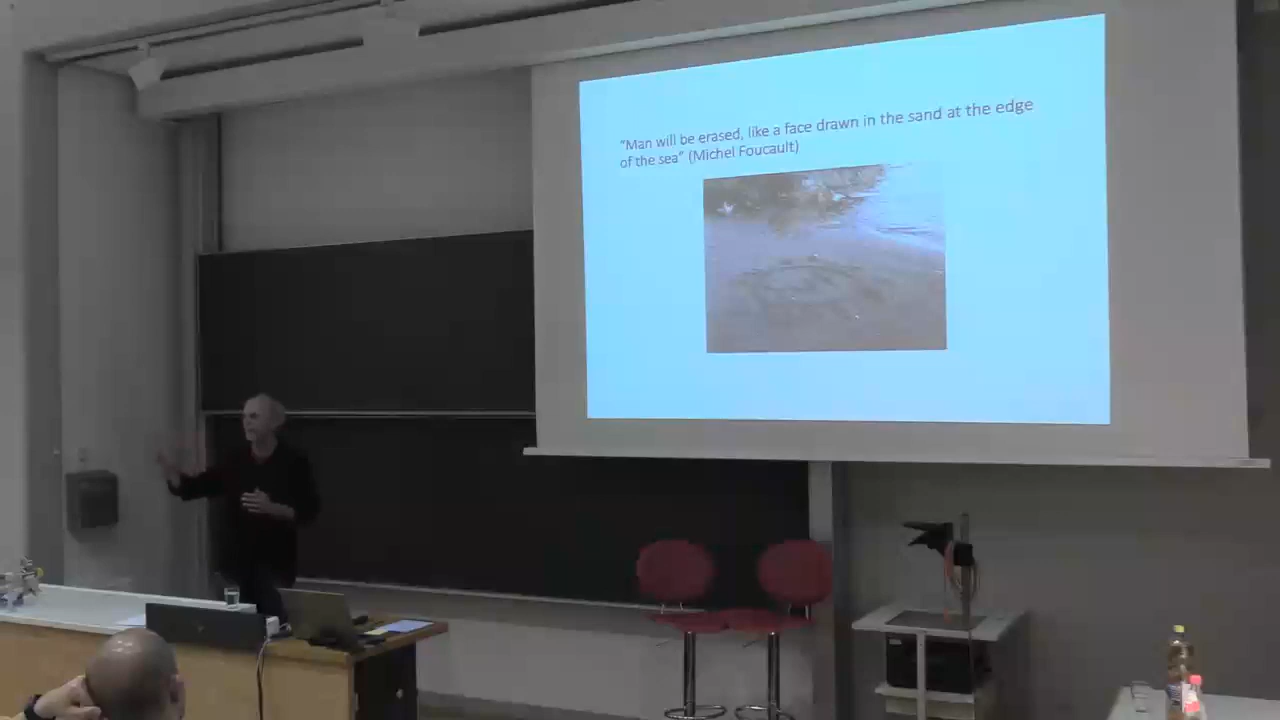 “Man will be erased, like a face drawn in the sand at the edge
of the sea” (Michel Foucault)